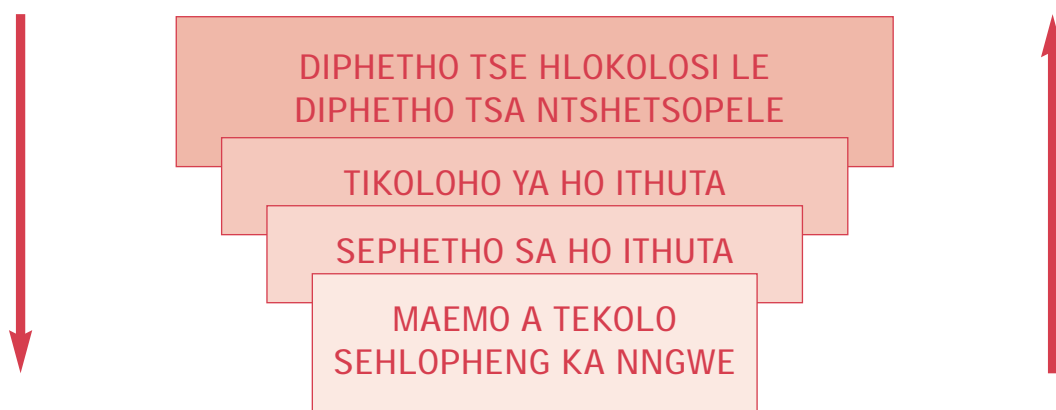 DIPHETHO TSE HLOKOLOSI LE
DIPHETHO TSA NTSHETSOPELE
TIKOLOHO YA HO ITHUTA
SEPHETHO SA HO ITHUTA
MAEMO A TEKOLO
SEHLOPHENG KA NNGWE